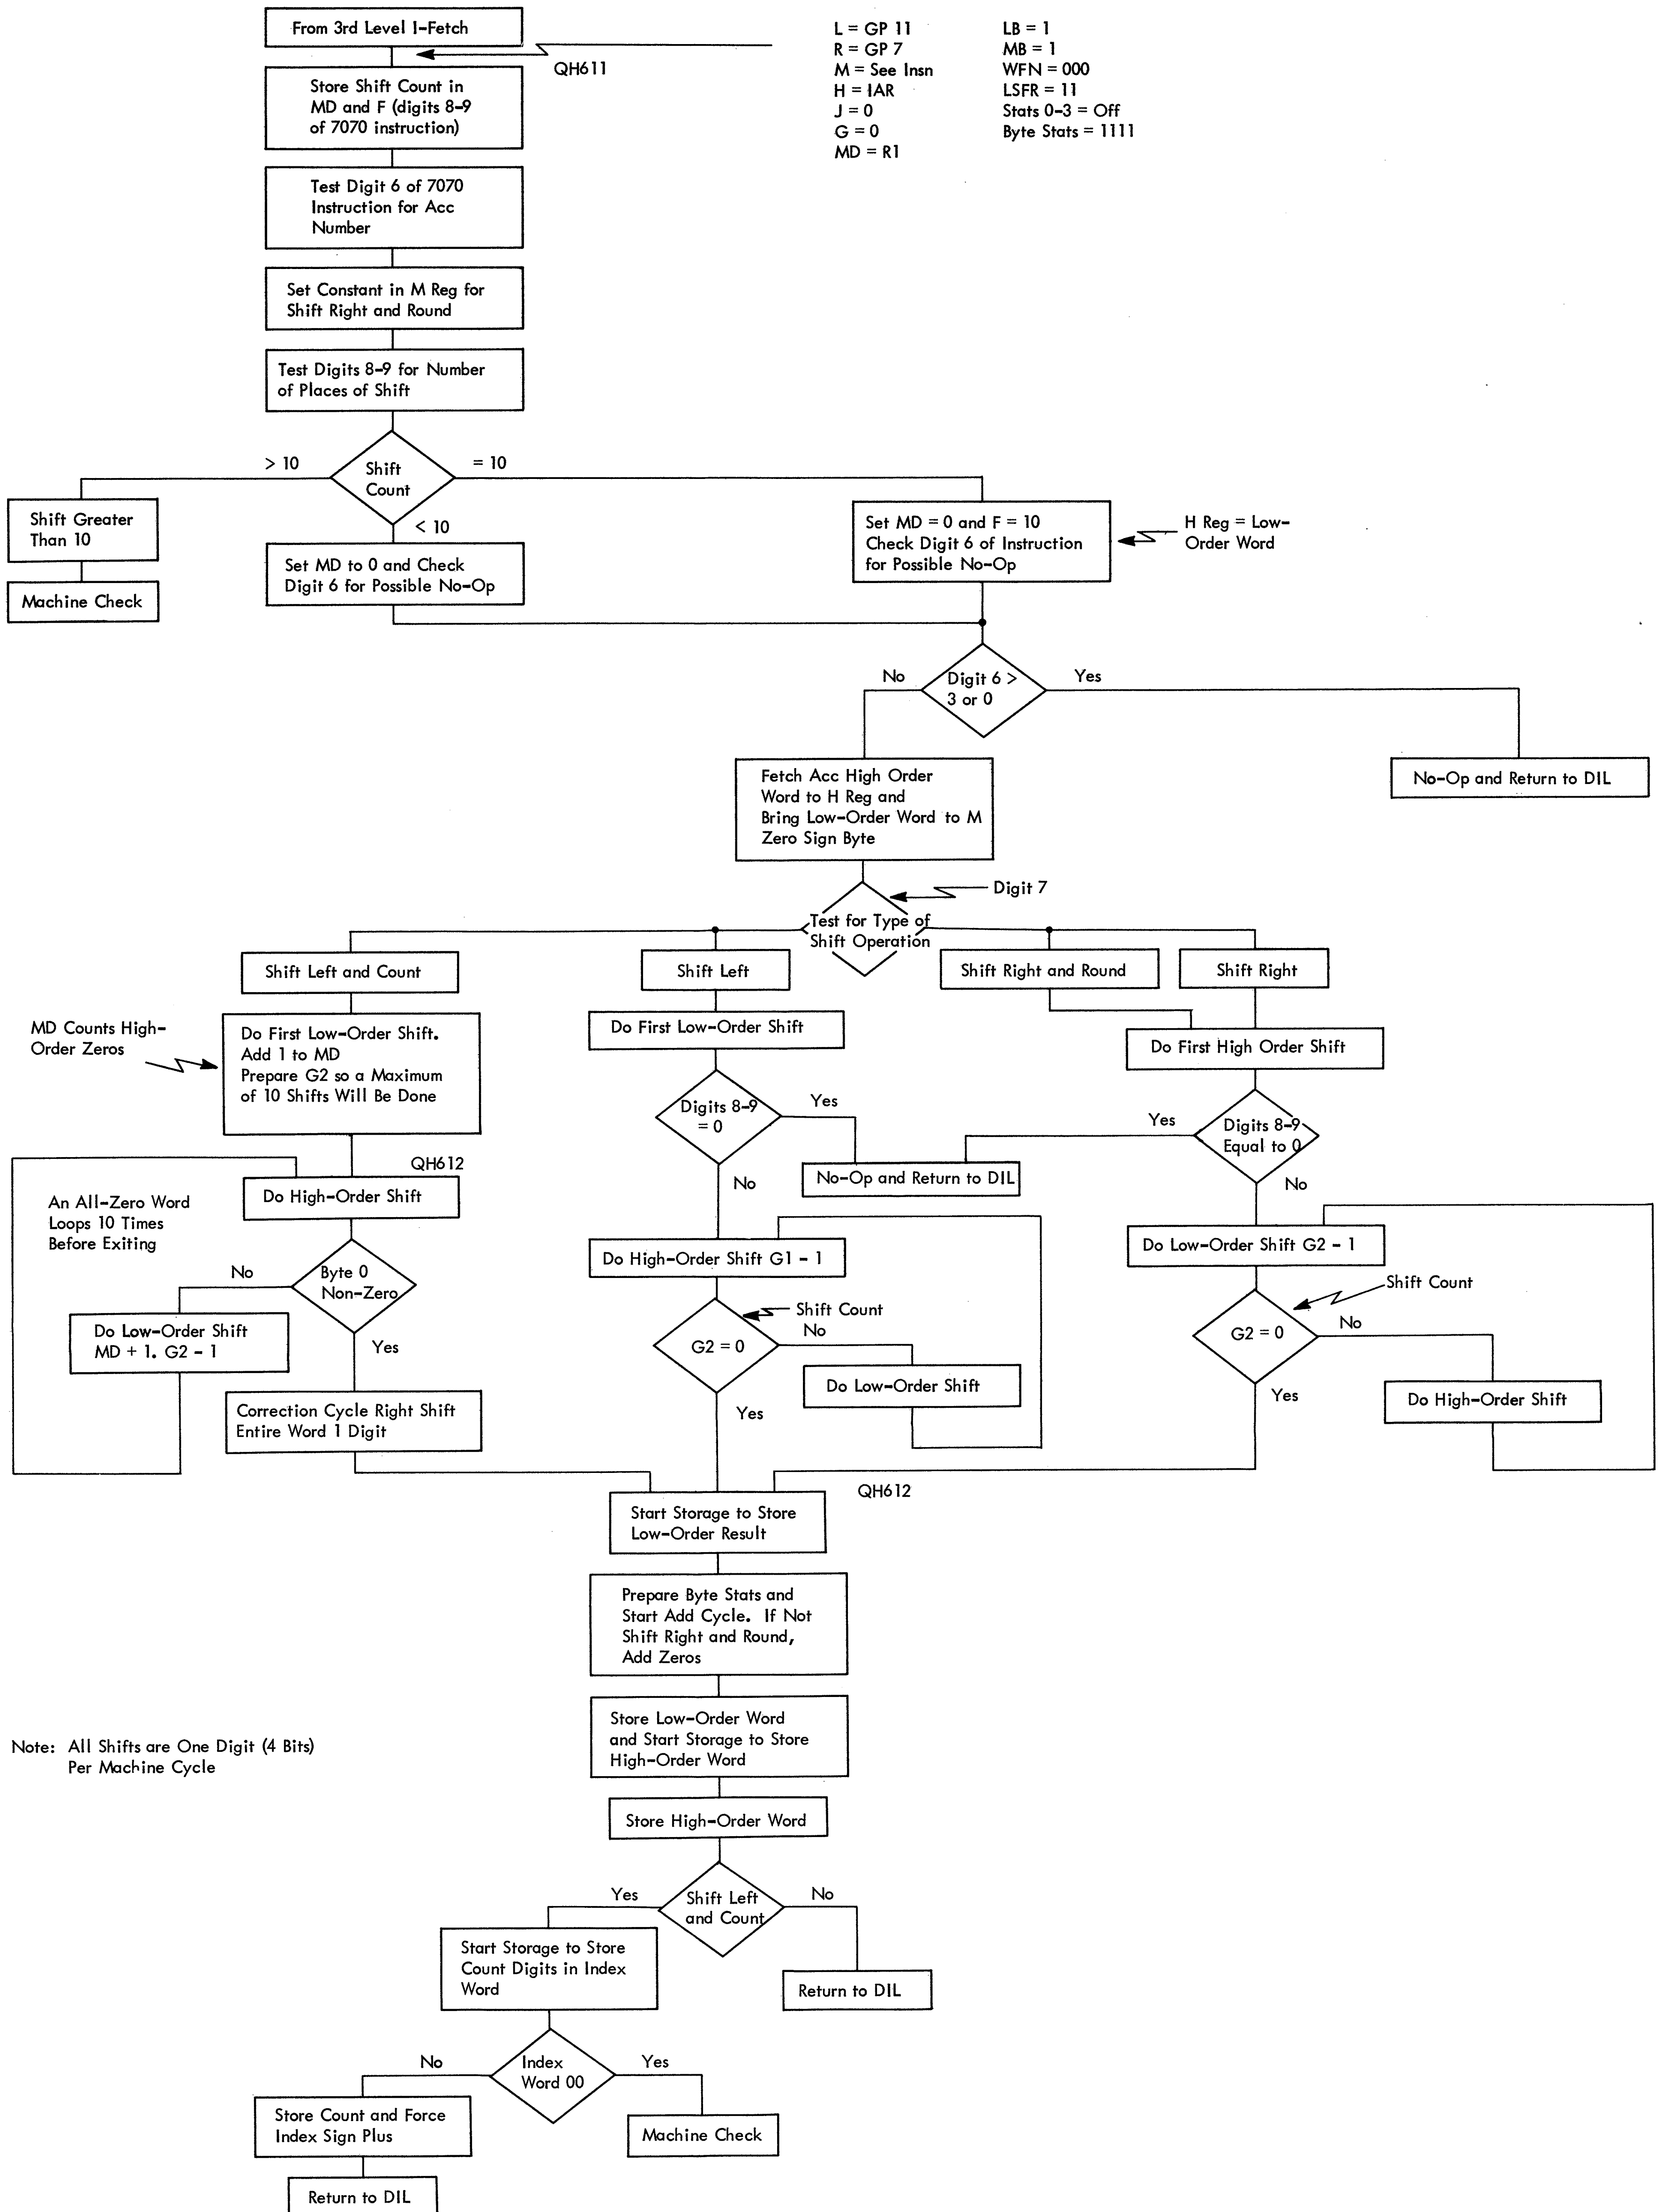 From 3rd Level I-Fetch
QH611
L = GP 11
R = GP 7
M = See Insn
H = IAR
J = 0
G = 0
MD = R1
LB = 1
MB = 1
WFN = 000
LSFR = 11
Stats 0-3 = Off
Byte Stats = 1111
Store Shift Count in
MD and F (digits 8-9
of 7070 instruction)
Test Digit 6 of 7070
Instruction for Acc
Number
Set Constant in M Reg for
Shift Right and Round
Test Digits 8-9 for Number
of Places of Shift
> 10
Shift
Count
= 10
< 10
Shift Greater
Than 10
Machine Check
Set MD to 0 and Check
Digit 6 for Possible No-Op
Set MD = 0 and F = 10
Check Digit 6 of Instruction
for Possible No-Op
H Reg = Low-
Order Word
No
Digit 6 >
3 or 0
Yes
No-Op and Return to DIL
Fetch Acc High Order
Word to H Reg and
Bring Low-Order Word to M
Zero Sign Byte
Digit 7
Test for Type of
Shift Operation
Shift Left and Count
Shift Left
Shift Right and Round
Shift Right
MD Counts High-
Order Zeros
Do First Low-Order Shift.
Add 1 to MD
Prepare G2 so a Maximum
of 10 Shifts Will Be Done
Do First Low-Order Shift
Do First High Order Shift
Digits 8-9
= 0
Yes
No
Yes
Digits 8-9
Equal to 0
No
No-Op and Return to DIL
QH612
Do High-Order Shift
An All-Zero Word
Loops 10 Times
Before Exiting
No
Byte 0
Non-Zero
Yes
Do Low-Order Shift
MD + 1. G2 - 1
Correction Cycle Right Shift
Entire Word 1 Digit
Do High-Order Shift G1 - 1
Shift Count
No
G2 = 0
Yes
Do Low-Order Shift
Do Low-Order Shift G2 - 1
Shift Count
G2 = 0
No
Yes
Do High-Order Shift
QH612
Start Storage to Store
Low-Order Result
Prepare Byte Stats and
Start Add Cycle. If Not
Shift Right and Round,
Add Zeros
Store Low-Order Word
and Start Storage to Store
High-Order Word
Note: All Shifts are One Digit (4 Bits)
Per Machine Cycle
Store High-Order Word
Yes
Shift Left
and Count
No
Start Storage to Store
Count Digits in Index
Word
Return to DIL
No
Index
Word 00
Yes
Store Count and Force
Index Sign Plus
Machine Check
Return to DIL